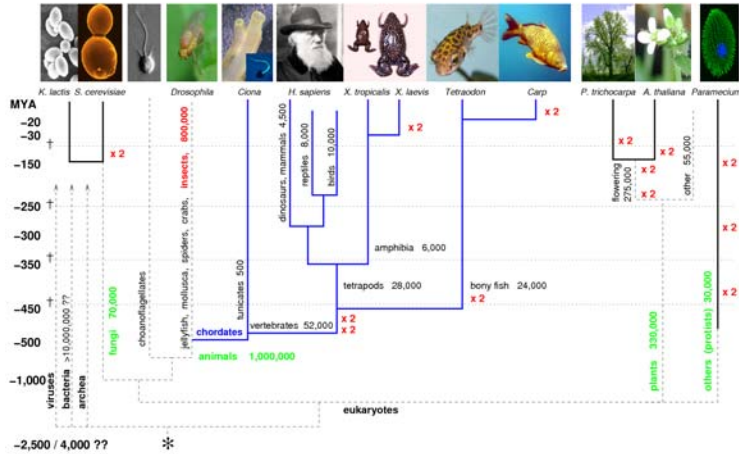 K. lactis S. cerevisiae Drosophila Ciona H. sapiens X. tropicalis X. laevis Tetraodon Carp P. trichocarpa A. thaliana Paramecium
MYA
−20
−30
−150
−250
−300
−350
−450
−500
−1,000
−2,500 / 4,000 ??
†
†
†
†
x 2
viruses
bacteria >10,000,000 ??
archea
fungi 70,000
choanoflagellates
jellyfish, mollusca, spiders, crabs, insects, 800,000
tunicates 500
chordates
vertebrates 52,000
animals 1,000,000
dinosaurs, mammals 4,500
reptiles 8,000
birds 10,000
amphibia 6,000
tetrapods 28,000
bony fish 24,000
x 2
x 2
x 2
x 2
x 2
x 2
x 2
x 2
x 2
flowering
275,000
other 55,000
plants 330,000
others (protists) 30,000
x 2
x 2
x 2
eukaryotes
*